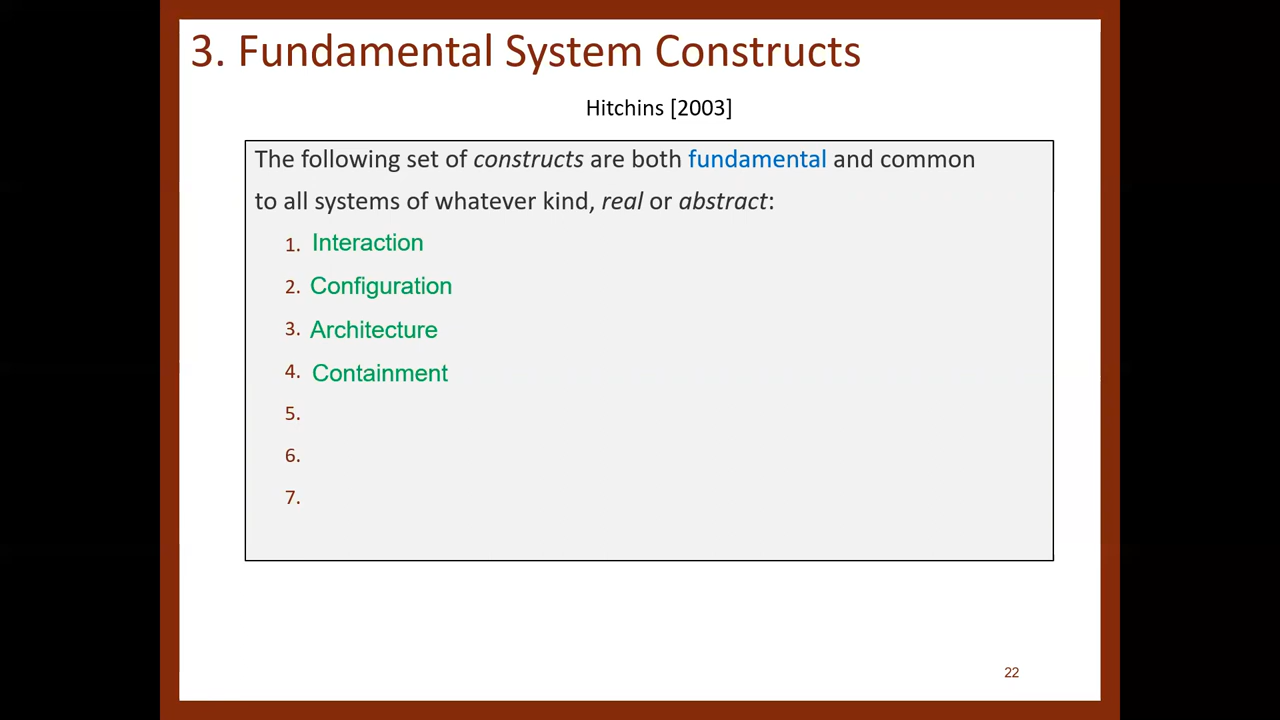 3. Fundamental System Constructs
Hitchins [2003]
The following set of constructs are both fundamental and common
to all systems of whatever kind, real or abstract:
1. Interaction
2. Configuration
3. Architecture
4. Containment
5.
6.
7.
22